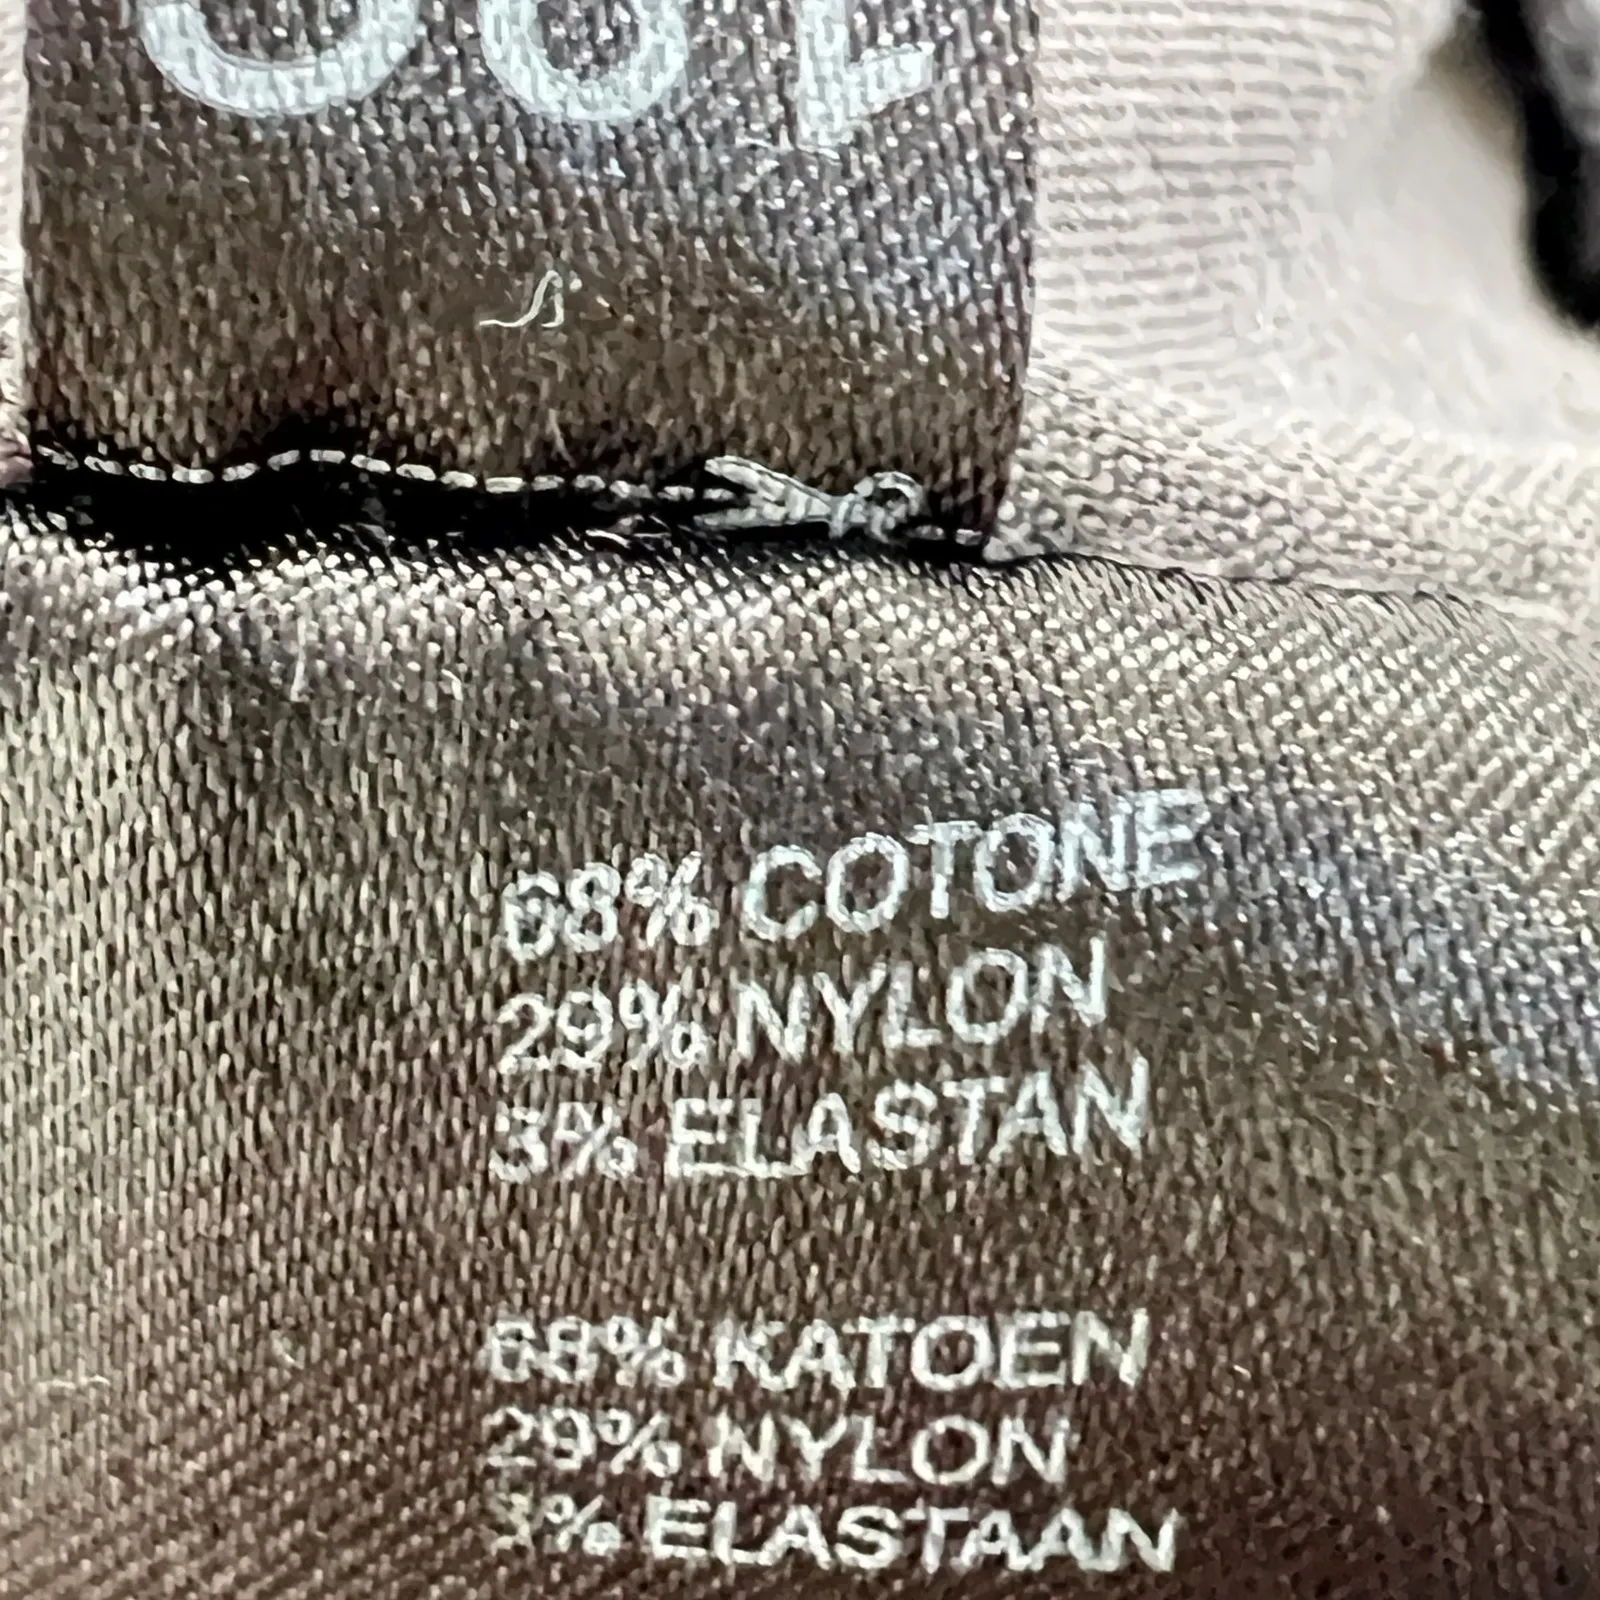 68% COTONE
29% NYLON
3% ELASTAN
68% KATOEN
29% NYLON
3% ELASTAAN